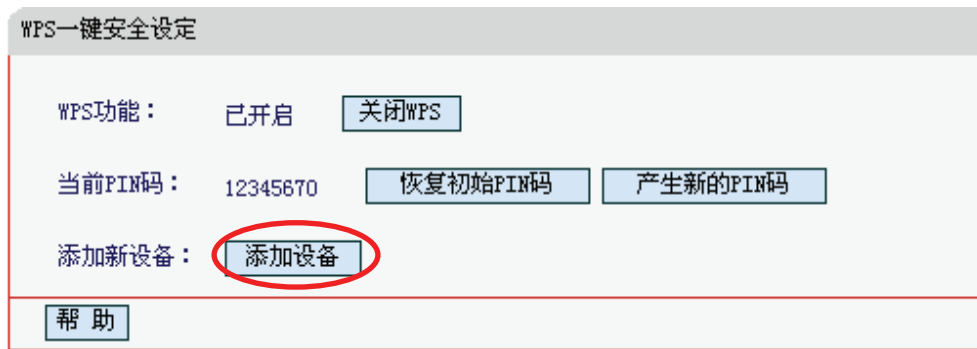 WPS一键安全设定
WPS功能： 已开启 关闭WPS
当前PIN码： 12345670 恢复初始PIN码 产生新的PIN码
添加新设备： 添加设备
帮 助